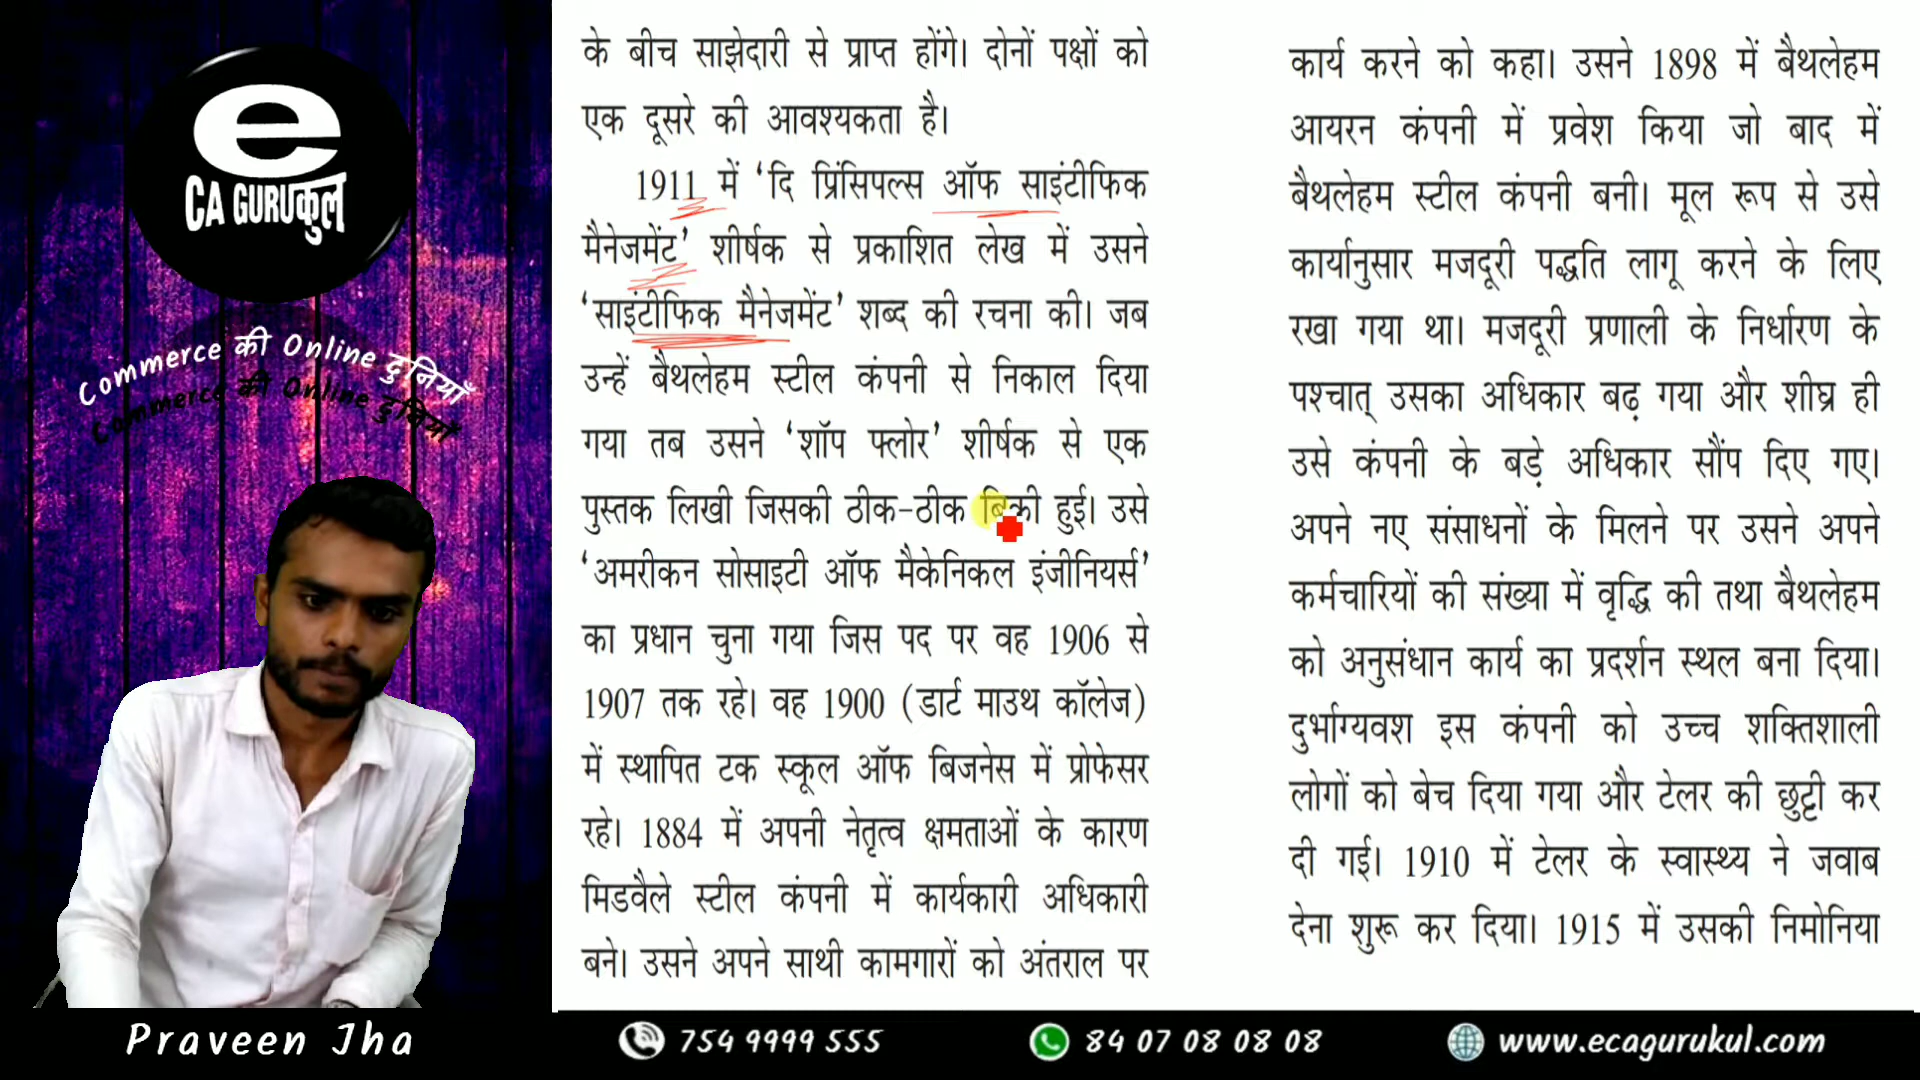 e
CA GURUकुल
Commerce की Online दुनियाँ
Commerce की Online दुनियाँ
के बीच साझेदारी से प्राप्त होंगे। दोनों पक्षों को
एक दूसरे की आवश्यकता है।
1911 में ‘दि प्रिंसिपल्स ऑफ साइंटीफिक
मैनेजमेंट’ शीर्षक से प्रकाशित लेख में उसने
‘साइंटीफिक मैनेजमेंट’ शब्द की रचना की। जब
उन्हें बैथलेहम स्टील कंपनी से निकाल दिया
गया तब उसने ‘शॉप फ्लोर’ शीर्षक से एक
पुस्तक लिखी जिसकी ठीक-ठीक बिक्री हुई। उसे
‘अमरीकन सोसाइटी ऑफ मैकेनिकल इंजीनियर्स’
का प्रधान चुना गया जिस पद पर वह 1906 से
1907 तक रहे। वह 1900 (डार्ट माउथ कॉलेज)
में स्थापित टक स्कूल ऑफ बिजनेस में प्रोफेसर
रहे। 1884 में अपनी नेतृत्व क्षमताओं के कारण
मिडवैले स्टील कंपनी में कार्यकारी अधिकारी
बने। उसने अपने साथी कामगारों को अंतराल पर
कार्य करने को कहा। उसने 1898 में बैथलेहम
आयरन कंपनी में प्रवेश किया जो बाद में
बैथलेहम स्टील कंपनी बनी। मूल रूप से उसे
कार्यानुसार मजदूरी पद्धति लागू करने के लिए
रखा गया था। मजदूरी प्रणाली के निर्धारण के
पश्चात् उसका अधिकार बढ़ गया और शीघ्र ही
उसे कंपनी के बड़े अधिकार सौंप दिए गए।
अपने नए संसाधनों के मिलने पर उसने अपने
कर्मचारियों की संख्या में वृद्धि की तथा बैथलेहम
को अनुसंधान कार्य का प्रदर्शन स्थल बना दिया।
दुर्भाग्यवश इस कंपनी को उच्च शक्तिशाली
लोगों को बेच दिया गया और टेलर की छुट्टी कर
दी गई। 1910 में टेलर के स्वास्थ्य ने जवाब
देना शुरू कर दिया। 1915 में उसकी निमोनिया
Praveen Jha
754 9999 555
84 07 08 08 08
www.ecagurukul.com